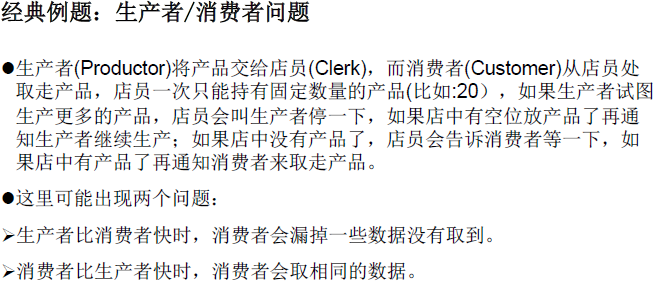 经典例题：生产者/消费者问题
●生产者(Productor)将产品交给店员(Clerk)，而消费者(Customer)从店员处
取走产品，店员一次只能持有固定数量的产品(比如:20），如果生产者试图
生产更多的产品，店员会叫生产者停一下，如果店中有空位放产品了再通
知生产者继续生产；如果店中没有产品了，店员会告诉消费者等一下，如
果店中有产品了再通知消费者来取走产品。
●这里可能出现两个问题：
➢生产者比消费者快时，消费者会漏掉一些数据没有取到。
➢消费者比生产者快时，消费者会取相同的数据。